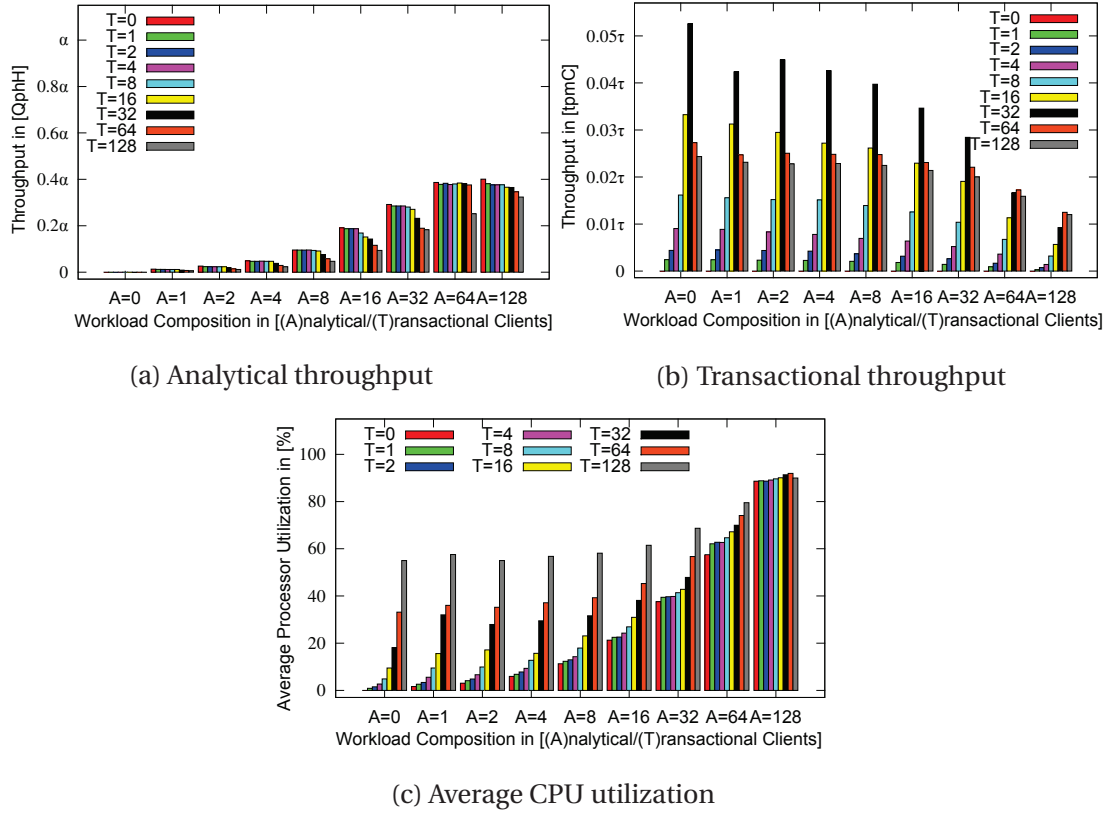 T=0
T=1
T=2
T=4
T=8
T=16
T=32
T=64
T=128
α
0.8α
0.6α
0.4α
0.2α
0
Throughput in [QphH]
A=0 A=1 A=2 A=4 A=8 A=16 A=32 A=64 A=128
Workload Composition in [(A)nalytical/(T)ransactional Clients]
(a) Analytical throughput
T=0
T=1
T=2
T=4
T=8
T=16
T=32
T=64
T=128
0.05τ
0.04τ
0.03τ
0.02τ
0.01τ
0
Throughput in [tpmC]
A=0 A=1 A=2 A=4 A=8 A=16 A=32 A=64 A=128
Workload Composition in [(A)nalytical/(T)ransactional Clients]
(b) Transactional throughput
T=0 T=4 T=32
T=1 T=8 T=64
T=2 T=16 T=128
100
80
60
40
20
0
Average Processor Utilization in [%]
A=0 A=1 A=2 A=4 A=8 A=16 A=32 A=64 A=128
Workload Composition in [(A)nalytical/(T)ransactional Clients]
(c) Average CPU utilization